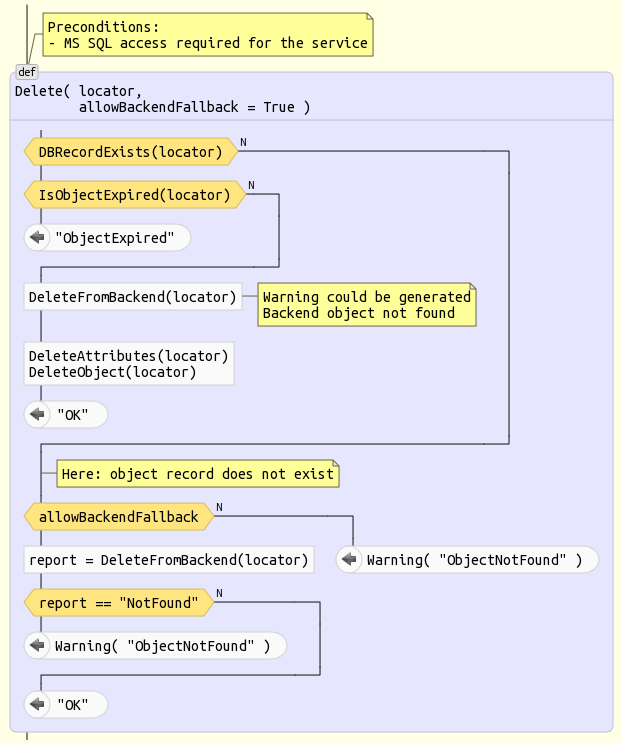 Preconditions:
- MS SQL access required for the service
def
Delete( locator,
allowBackendFallback = True )
DBRecordExists(locator)
N
IsObjectExpired(locator)
N
"ObjectExpired"
DeleteFromBackend(locator)
Warning could be generated
Backend object not found
DeleteAttributes(locator)
DeleteObject(locator)
"OK"
Here: object record does not exist
allowBackendFallback
N
report = DeleteFromBackend(locator)
Warning( "ObjectNotFound" )
report == "NotFound"
N
Warning( "ObjectNotFound" )
"OK"